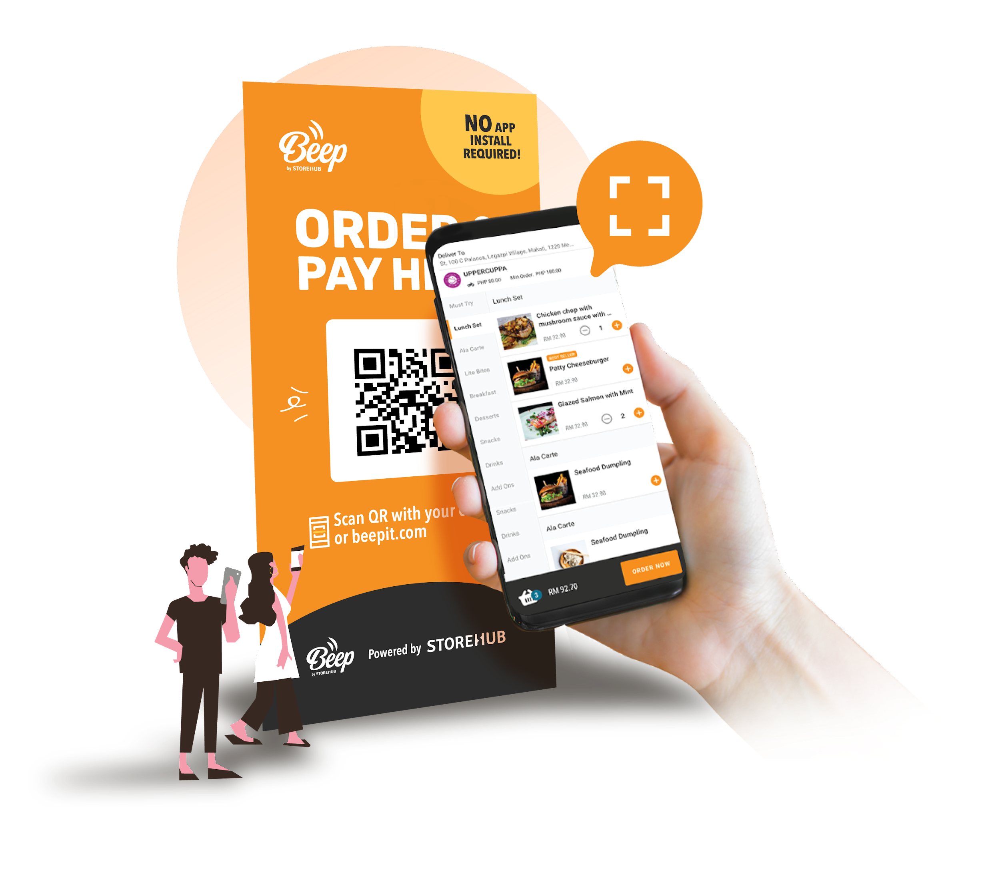 Beep
by STOREHUB
NO APP
INSTALL
REQUIRED!
ORDER
PAY
Scan QR with your
or beepit.com
Beep
by STOREHUB
Powered by STOREHUB
Deliver To
St. 100 C Palanca, Legazpi Village, Makati, 1229 Me...
UPPERCUPPA
PHP 80.00 Min Order. PHP 180.00
Must Try
Lunch Set
Ala Carte
Lite Bites
Breakfast
Desserts
Snacks
Drinks
Add Ons
Snacks
Drinks
Add Ons
Lunch Set
Chicken chop with
mushroom sauce with ...
RM 32.90 1
BEST SELLER
Patty Cheeseburger
RM 32.90
Glazed Salmon with Mint
RM 32.90 2
Ala Carte
Seafood Dumpling
RM 32.90
Ala Carte
Seafood Dumpling
3 RM 92.70 ORDER NOW